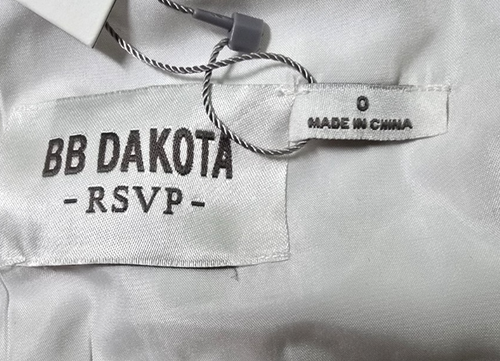 BB DAKOTA
-RSVP-
0
MADE IN CHINA